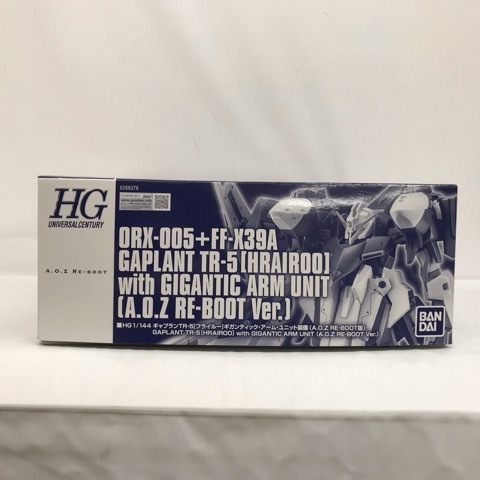 HG
UNIVERSAL CENTURY
A.O.Z RE-BOOT
5066376
ORX-005+FF-X39A
GAPLANT TR-5[HRAIROO]
with GIGANTIC ARM UNIT
(A.O.Z RE-BOOT Ver.)
■HG 1/144 ギャプランTR-5[フライルー]ギガンティック・アーム・ユニット装備(A.O.Z RE-BOOT版)
GAPLANT TR-5[HRAIROO] with GIGANTIC ARM UNIT (A.O.Z RE-BOOT Ver.)
BAN
DAI